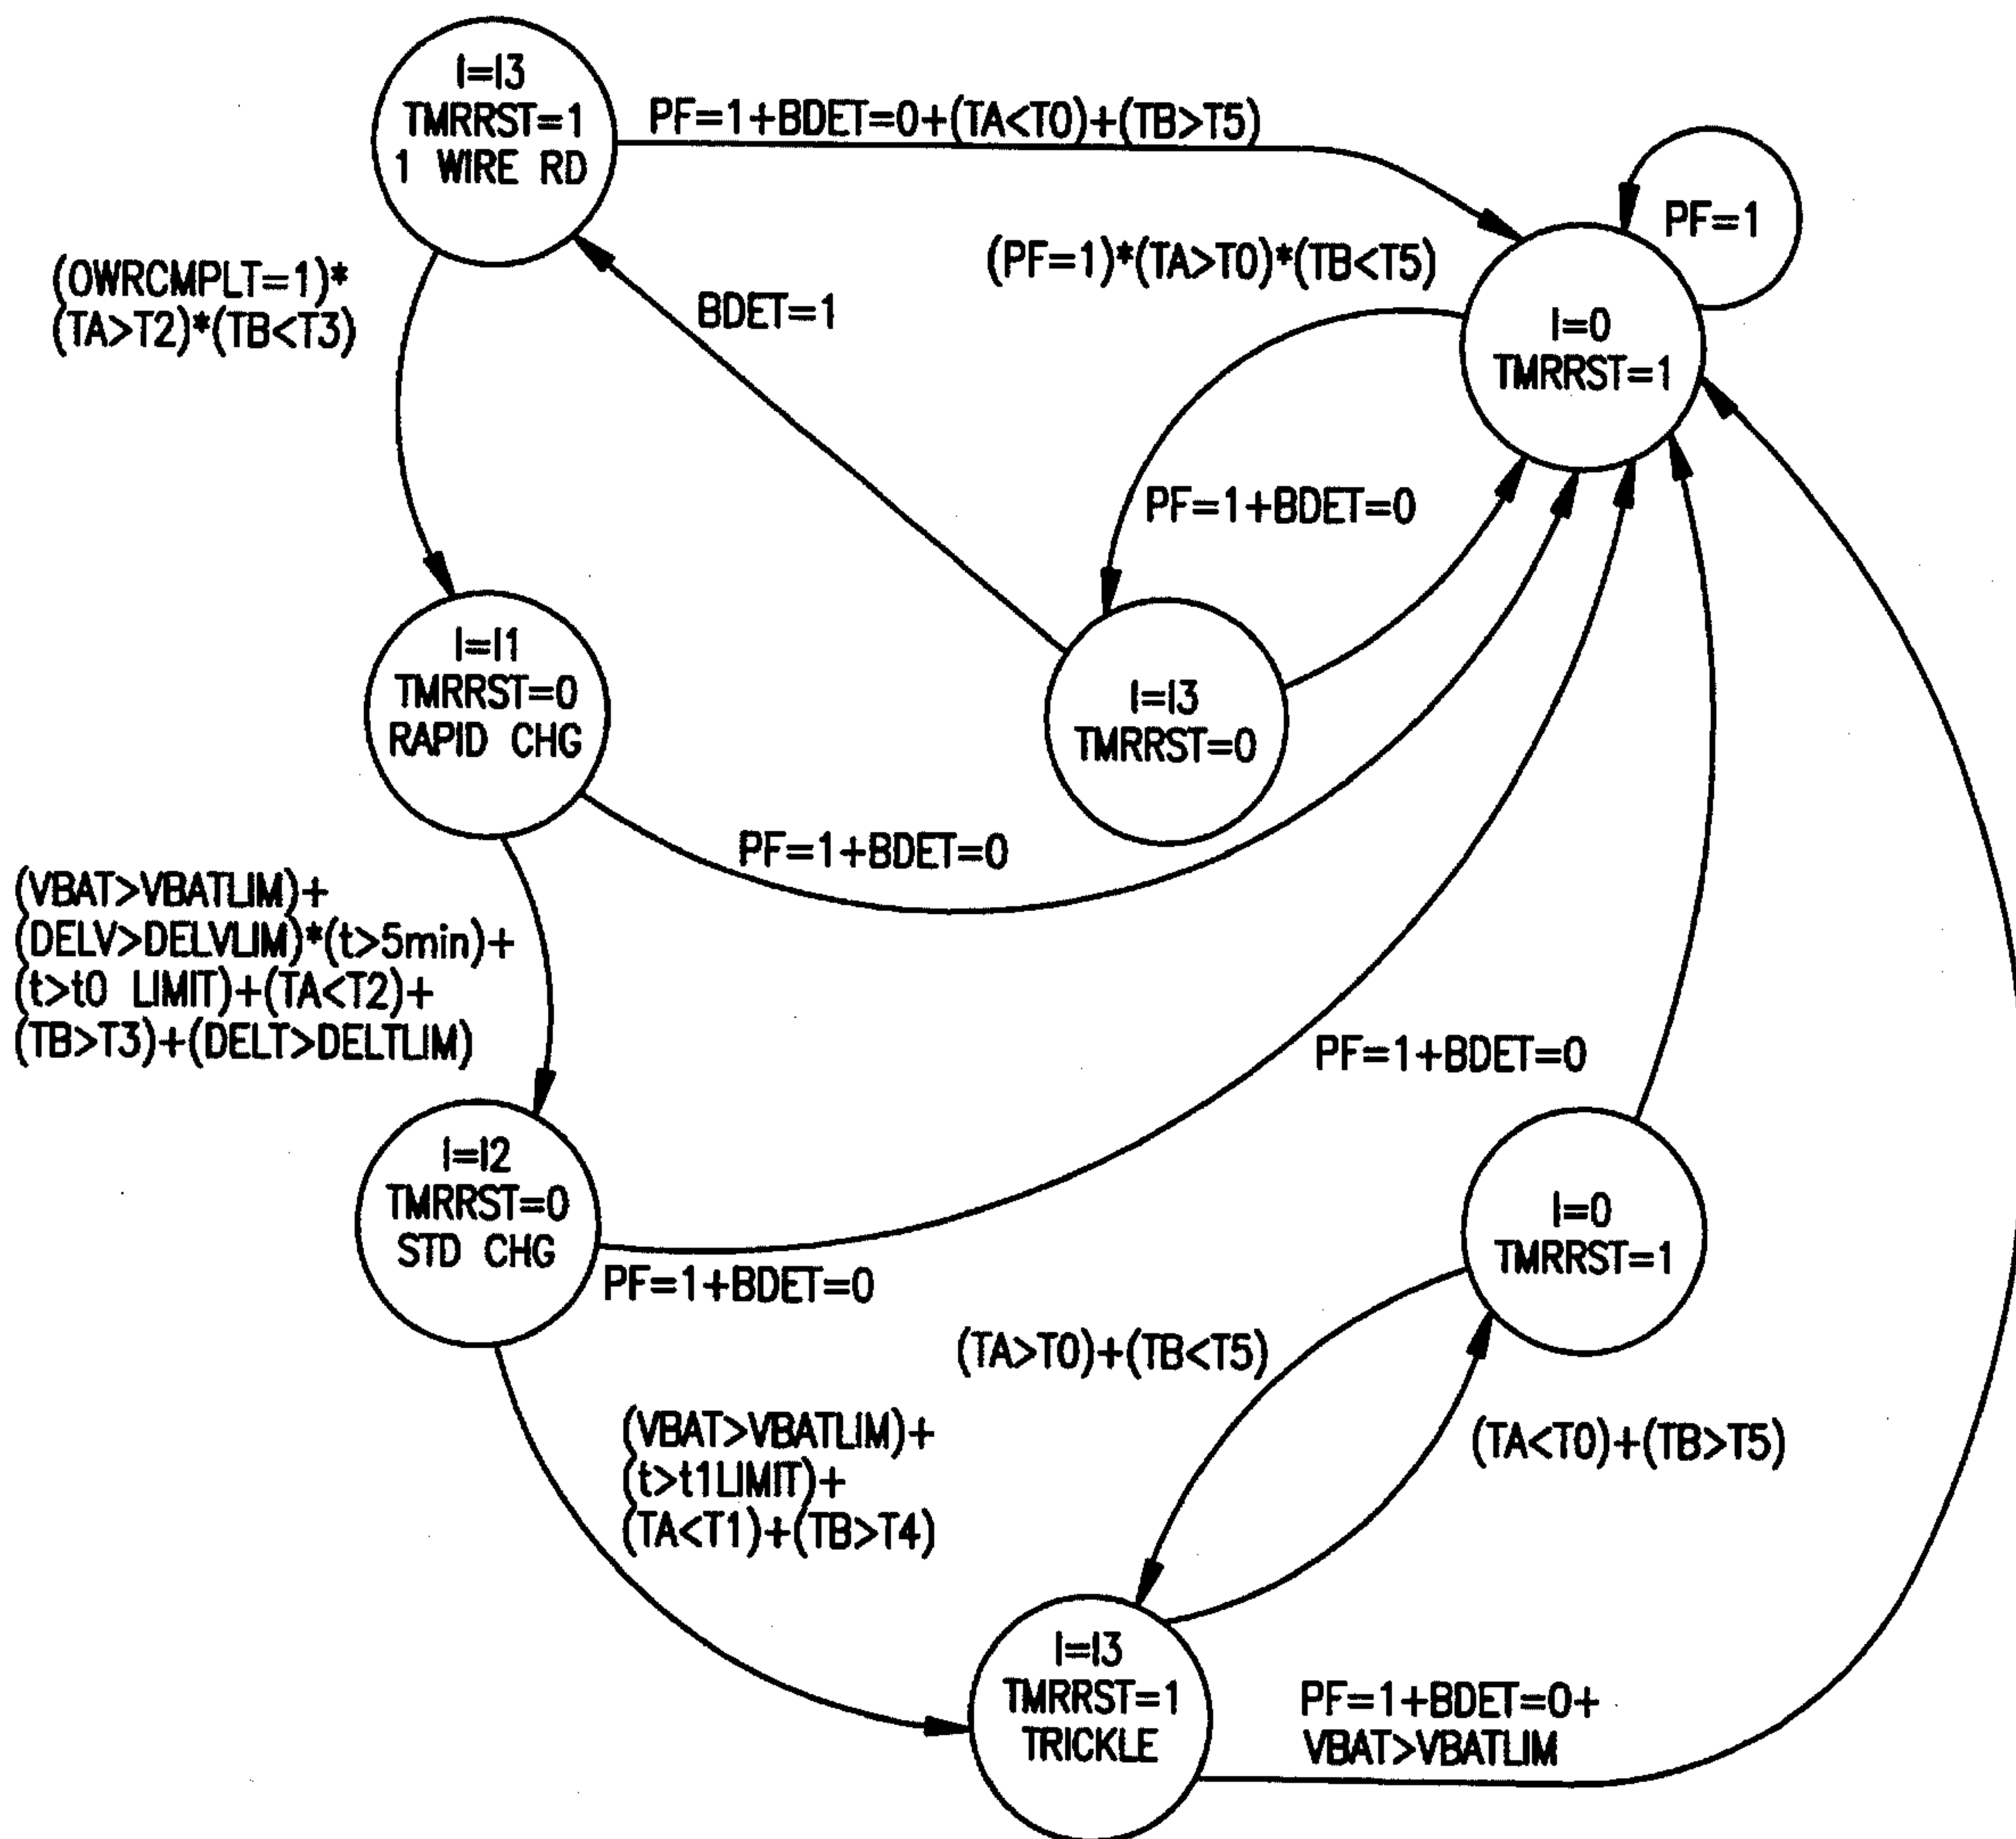 I=I3
TMRRST=1
1 WIRE RD
PF=1+BDET=0+(TA<T0)+(TB>T5)
PF=1
(PF=1)*(TA>T0)*(TB<T5)
(OWRCMPLT=1)*
(TA>T2)*(TB<T3)
BDET=1
I=0
TMRRST=1
PF=1+BDET=0
I=I1
TMRRST=0
RAPID CHG
I=I3
TMRRST=0
PF=1+BDET=0
(VBAT>VBATLIM)+
(DELV>DELVLIM)*(t>5min)+
(t>t0 LIMIT)+(TA<T2)+
(TB>T3)+(DELT>DELTLIM)
PF=1+BDET=0
I=I2
TMRRST=0
STD CHG
PF=1+BDET=0
I=0
TMRRST=1
(TA>T0)+(TB<T5)
(TA<T0)+(TB>T5)
(VBAT>VBATLIM)+
(t>t1LIMIT)+
(TA<T1)+(TB>T4)
I=I3
TMRRST=1
TRICKLE
PF=1+BDET=0+
VBAT>VBATLIM